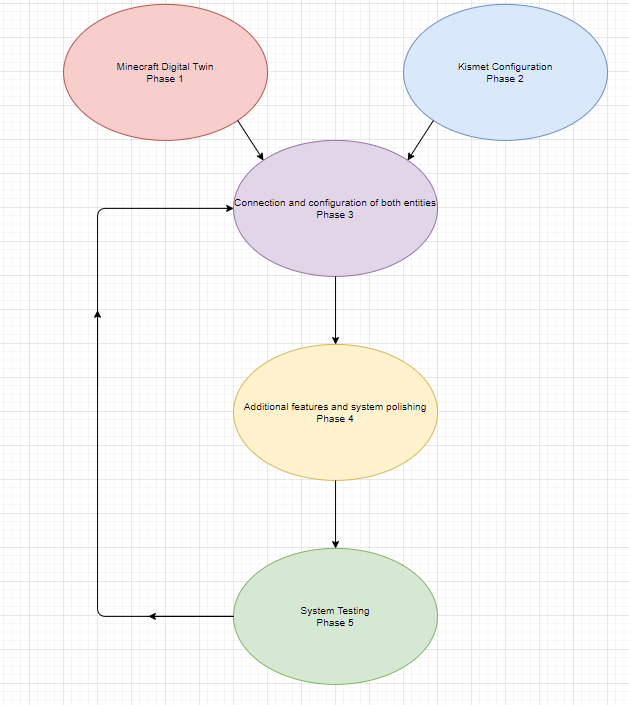 Minecraft Digital Twin
Phase 1
Kismet Configuration
Phase 2
Connection and configuration of both entities
Phase 3
Additional features and system polishing
Phase 4
System Testing
Phase 5